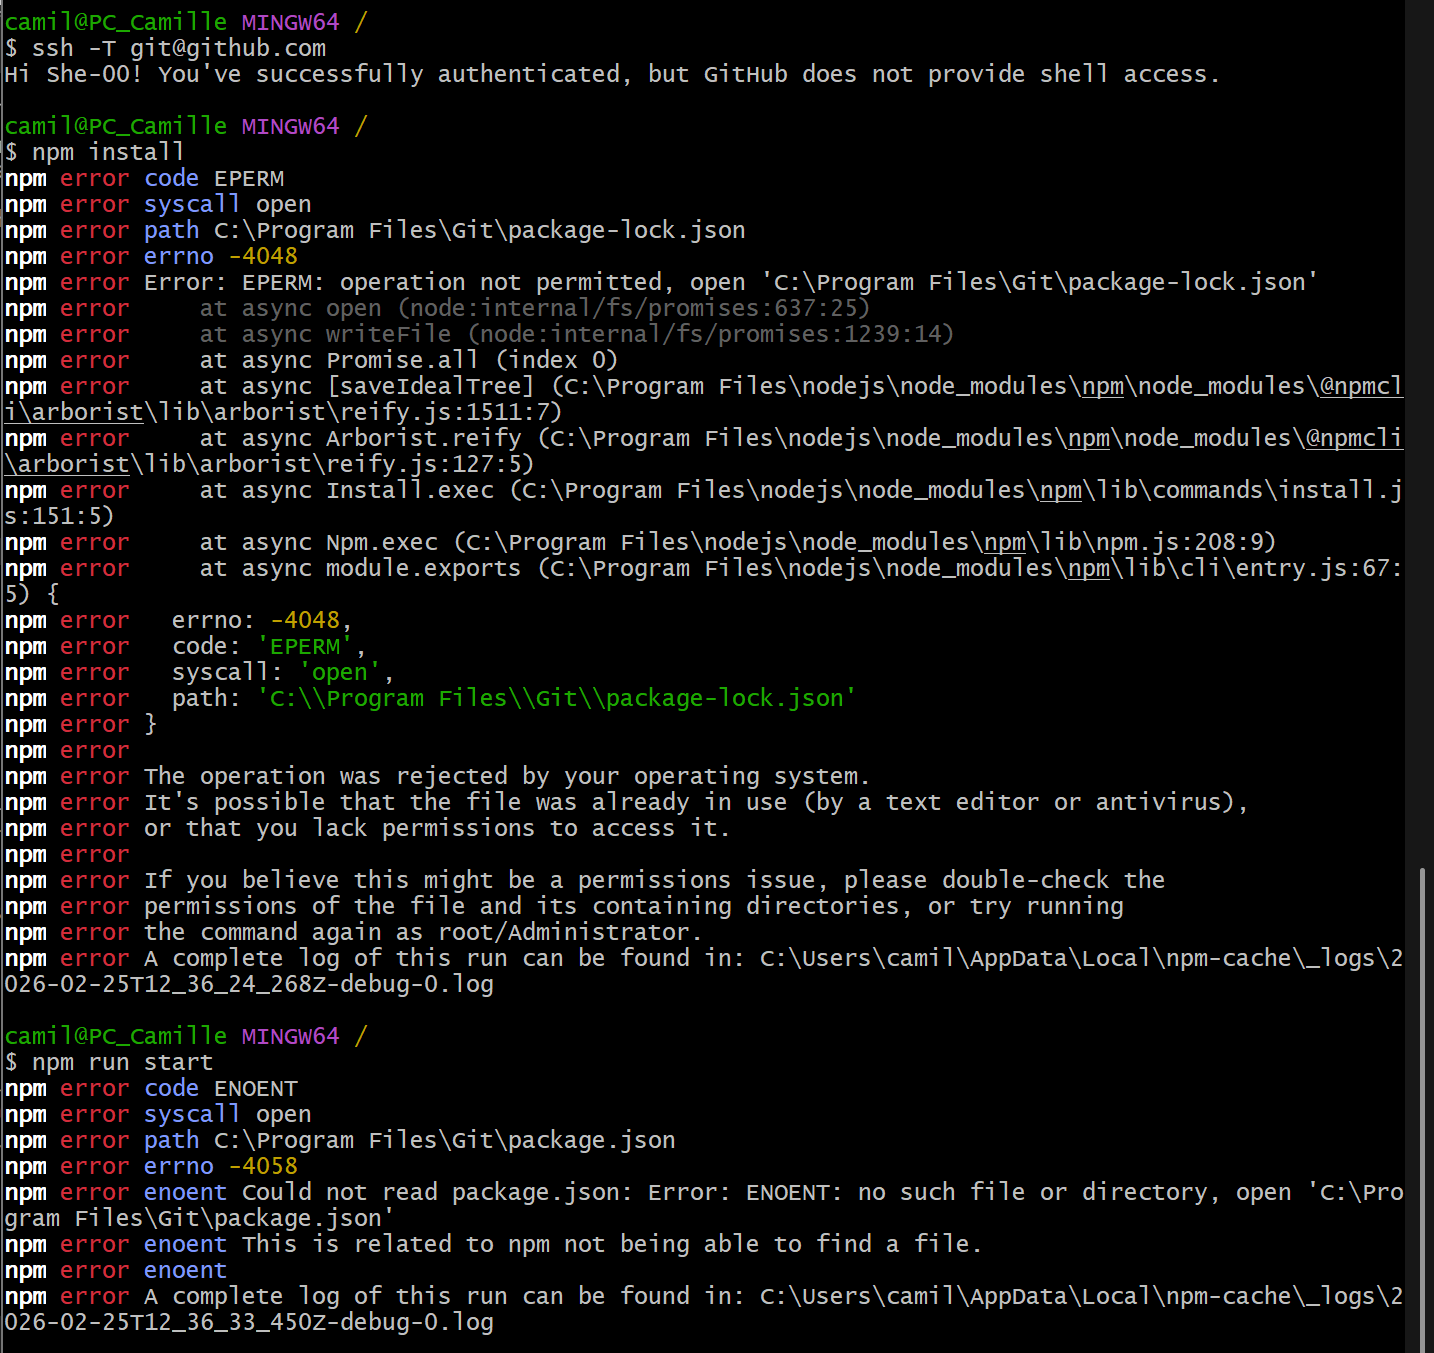 camil@PC_Camille MINGW64 /
$ ssh -T git@github.com
Hi She-00! You've successfully authenticated, but GitHub does not provide shell access.
camil@PC_Camille MINGW64 /
$ npm install
npm error code EPERM
npm error syscall open
npm error path C:\Program Files\Git\package-lock.json
npm error errno -4048
npm error Error: EPERM: operation not permitted, open 'C:\Program Files\Git\package-lock.json'
npm error     at async open (node:internal/fs/promises:637:25)
npm error     at async writeFile (node:internal/fs/promises:1239:14)
npm error     at async Promise.all (index 0)
npm error     at async [saveIdealTree] (C:\Program Files\nodejs\node_modules\npm\node_modules\@npmcl
i\arborist\lib\arborist\reify.js:1511:7)
npm error     at async Arborist.reify (C:\Program Files\nodejs\node_modules\npm\node_modules\@npmcli
\arborist\lib\arborist\reify.js:127:5)
npm error     at async Install.exec (C:\Program Files\nodejs\node_modules\npm\lib\commands\install.j
s:151:5)
npm error     at async Npm.exec (C:\Program Files\nodejs\node_modules\npm\lib\npm.js:208:9)
npm error     at async module.exports (C:\Program Files\nodejs\node_modules\npm\lib\cli\entry.js:67:
5) {
npm error   errno: -4048,
npm error   code: 'EPERM',
npm error   syscall: 'open',
npm error   path: 'C:\\Program Files\\Git\\package-lock.json'
npm error }
npm error
npm error The operation was rejected by your operating system.
npm error It's possible that the file was already in use (by a text editor or antivirus),
npm error or that you lack permissions to access it.
npm error
npm error If you believe this might be a permissions issue, please double-check the
npm error permissions of the file and its containing directories, or try running
npm error the command again as root/Administrator.
npm error A complete log of this run can be found in: C:\Users\camil\AppData\Local\npm-cache\_logs\2
026-02-25T12_36_24_268Z-debug-0.log
camil@PC_Camille MINGW64 /
$ npm run start
npm error code ENOENT
npm error syscall open
npm error path C:\Program Files\Git\package.json
npm error errno -4058
npm error enoent Could not read package.json: Error: ENOENT: no such file or directory, open 'C:\Pro
gram Files\Git\package.json'
npm error enoent This is related to npm not being able to find a file.
npm error enoent
npm error A complete log of this run can be found in: C:\Users\camil\AppData\Local\npm-cache\_logs\2
026-02-25T12_36_33_450Z-debug-0.log